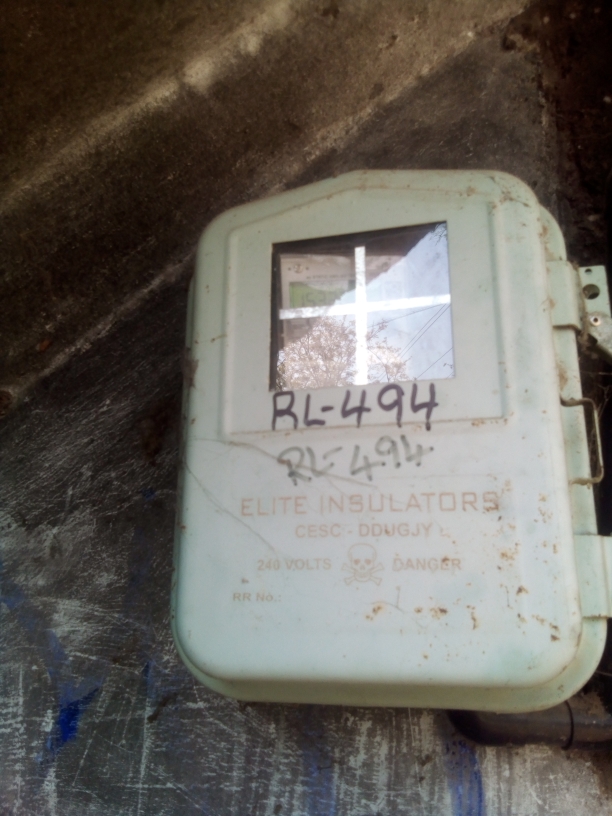 RL-494
RL-494
ELITE INSULATORS
CESC - DDUGJY
240 VOLTS DANGER
RR No.: